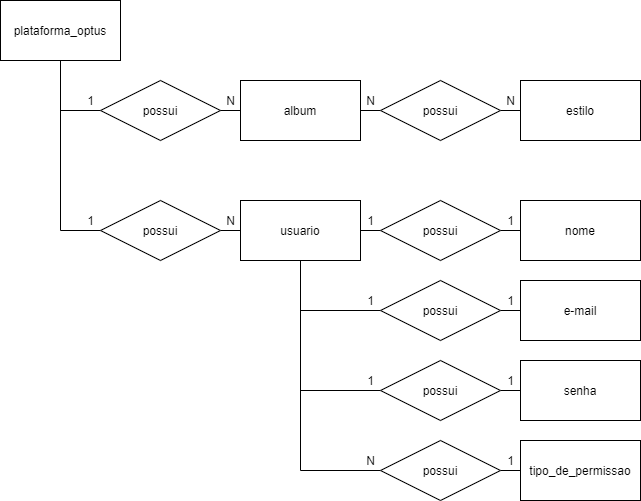 plataforma_optus
1 possui N album N possui N estilo
1 possui N usuario 1 possui 1 nome
1 possui 1 e-mail
1 possui 1 senha
N possui 1 tipo_de_permissao